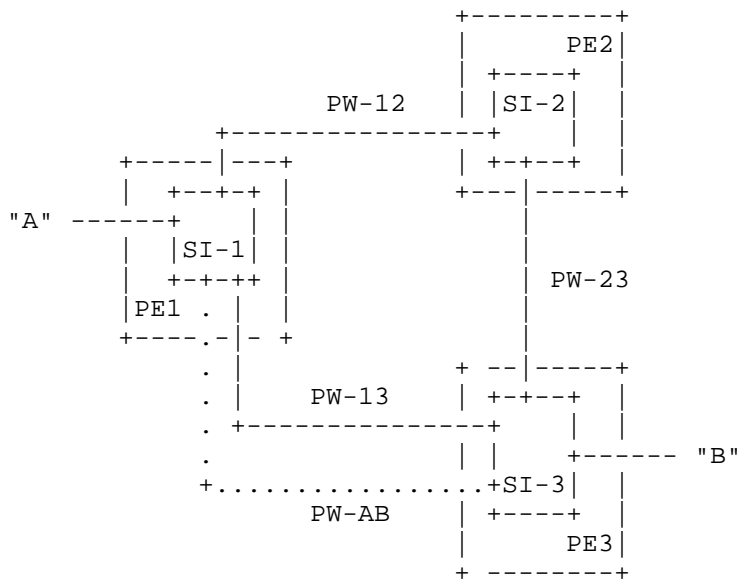 PE2
PW-12 SI-2
"A"
SI-1
PW-23
PE1
PW-13
"B"
SI-3
PW-AB
PE3